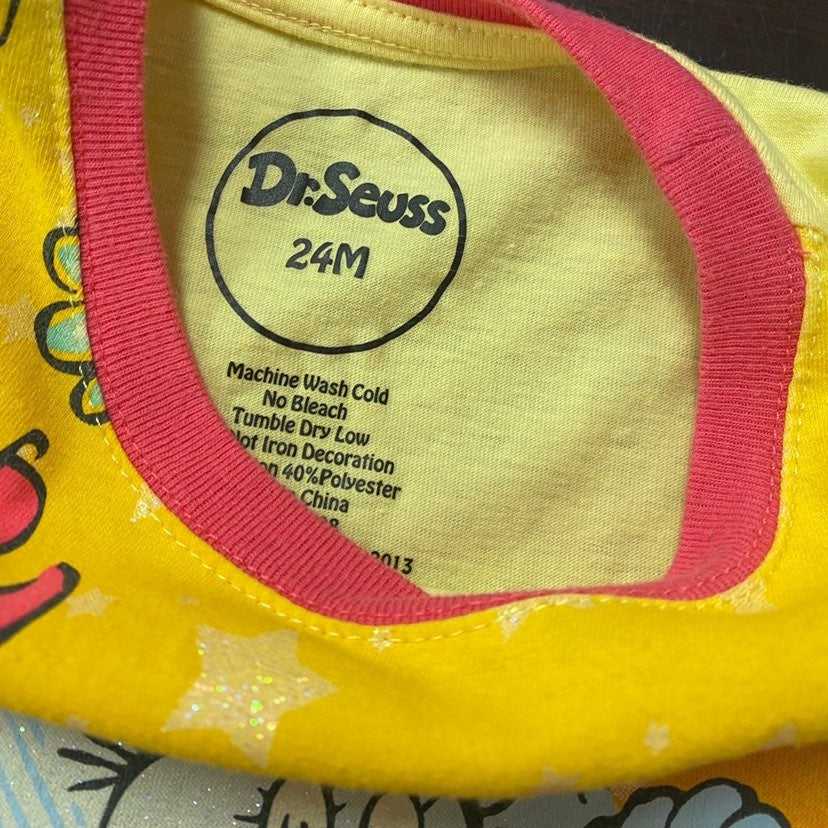 Dr. Seuss
24M
Machine Wash Cold
No Bleach
Tumble Dry Low
Iron Decoration
40%Polyester
China
2013